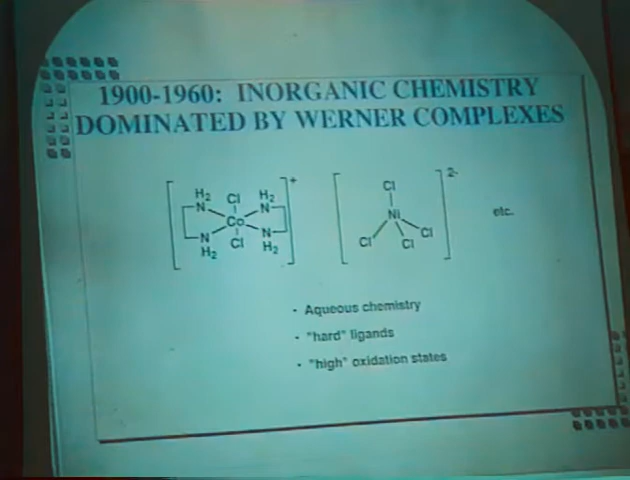 1900-1960: INORGANIC CHEMISTRY
DOMINATED BY WERNER COMPLEXES
H2 Cl H2 +
N N
Co
N Cl N
H2 H2
Cl 2-
Ni
Cl Cl Cl
etc.
- Aqueous chemistry
- "hard" ligands
- "high" oxidation states